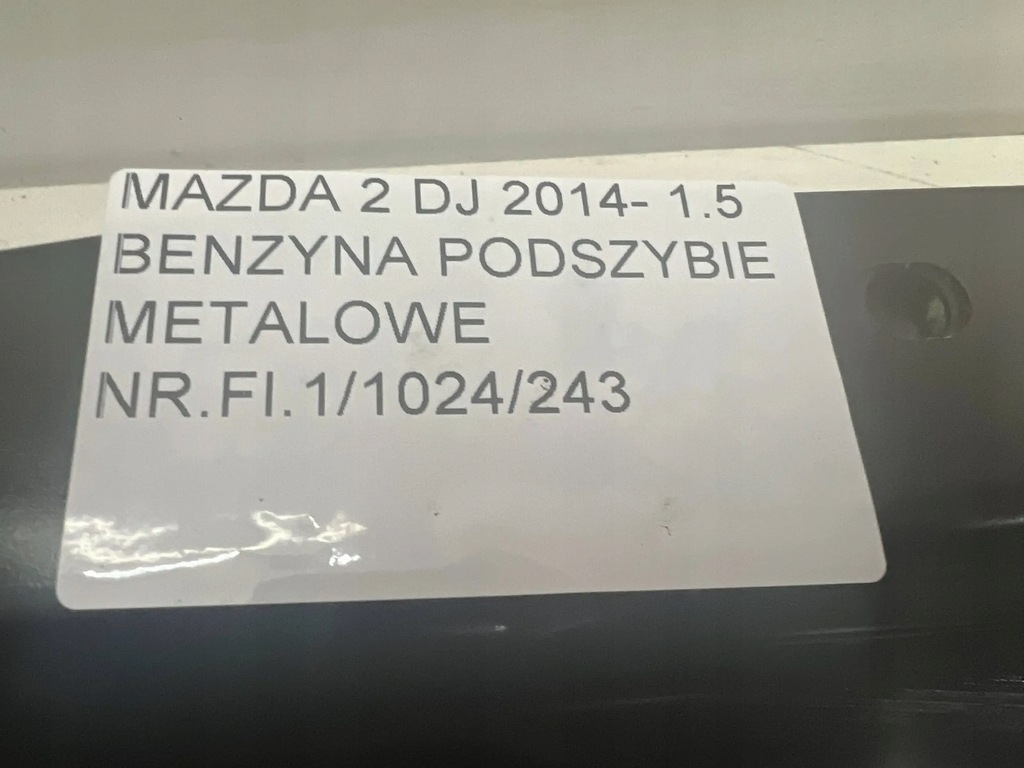 MAZDA 2 DJ 2014- 1.5
BENZYNA PODSZYBIE
METALOWE
NR.FI.1/1024/243